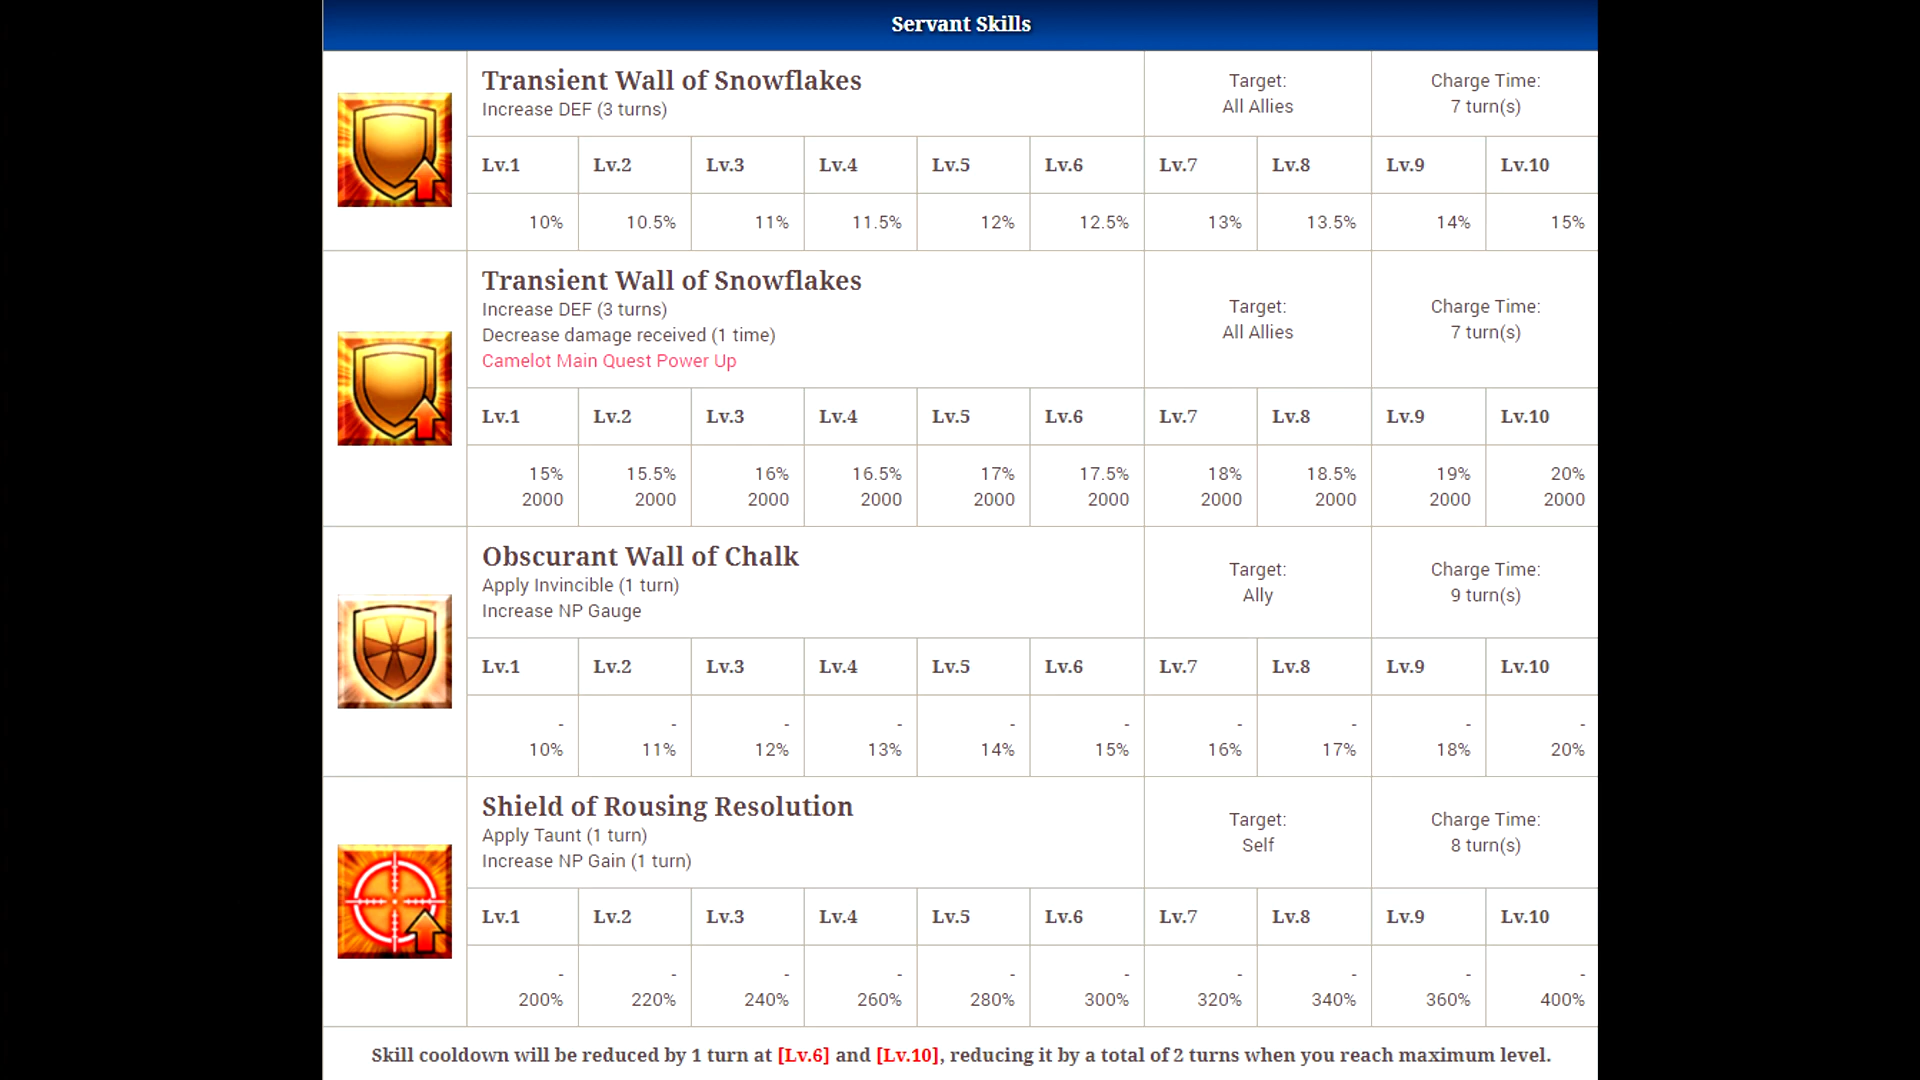 Servant Skills
Transient Wall of Snowflakes
Increase DEF (3 turns)
Target:
All Allies
Charge Time:
7 turn(s)
Lv.1 Lv.2 Lv.3 Lv.4 Lv.5 Lv.6 Lv.7 Lv.8 Lv.9 Lv.10
10% 10.5% 11% 11.5% 12% 12.5% 13% 13.5% 14% 15%
Transient Wall of Snowflakes
Increase DEF (3 turns)
Decrease damage received (1 time)
Camelot Main Quest Power Up
Target:
All Allies
Charge Time:
7 turn(s)
Lv.1 Lv.2 Lv.3 Lv.4 Lv.5 Lv.6 Lv.7 Lv.8 Lv.9 Lv.10
15% 15.5% 16% 16.5% 17% 17.5% 18% 18.5% 19% 20%
2000 2000 2000 2000 2000 2000 2000 2000 2000 2000
Obscurant Wall of Chalk
Apply Invincible (1 turn)
Increase NP Gauge
Target:
Ally
Charge Time:
9 turn(s)
Lv.1 Lv.2 Lv.3 Lv.4 Lv.5 Lv.6 Lv.7 Lv.8 Lv.9 Lv.10
- - - - - - - - - -
10% 11% 12% 13% 14% 15% 16% 17% 18% 20%
Shield of Rousing Resolution
Apply Taunt (1 turn)
Increase NP Gain (1 turn)
Target:
Self
Charge Time:
8 turn(s)
Lv.1 Lv.2 Lv.3 Lv.4 Lv.5 Lv.6 Lv.7 Lv.8 Lv.9 Lv.10
- - - - - - - - - -
200% 220% 240% 260% 280% 300% 320% 340% 360% 400%
Skill cooldown will be reduced by 1 turn at [Lv.6] and [Lv.10], reducing it by a total of 2 turns when you reach maximum level.